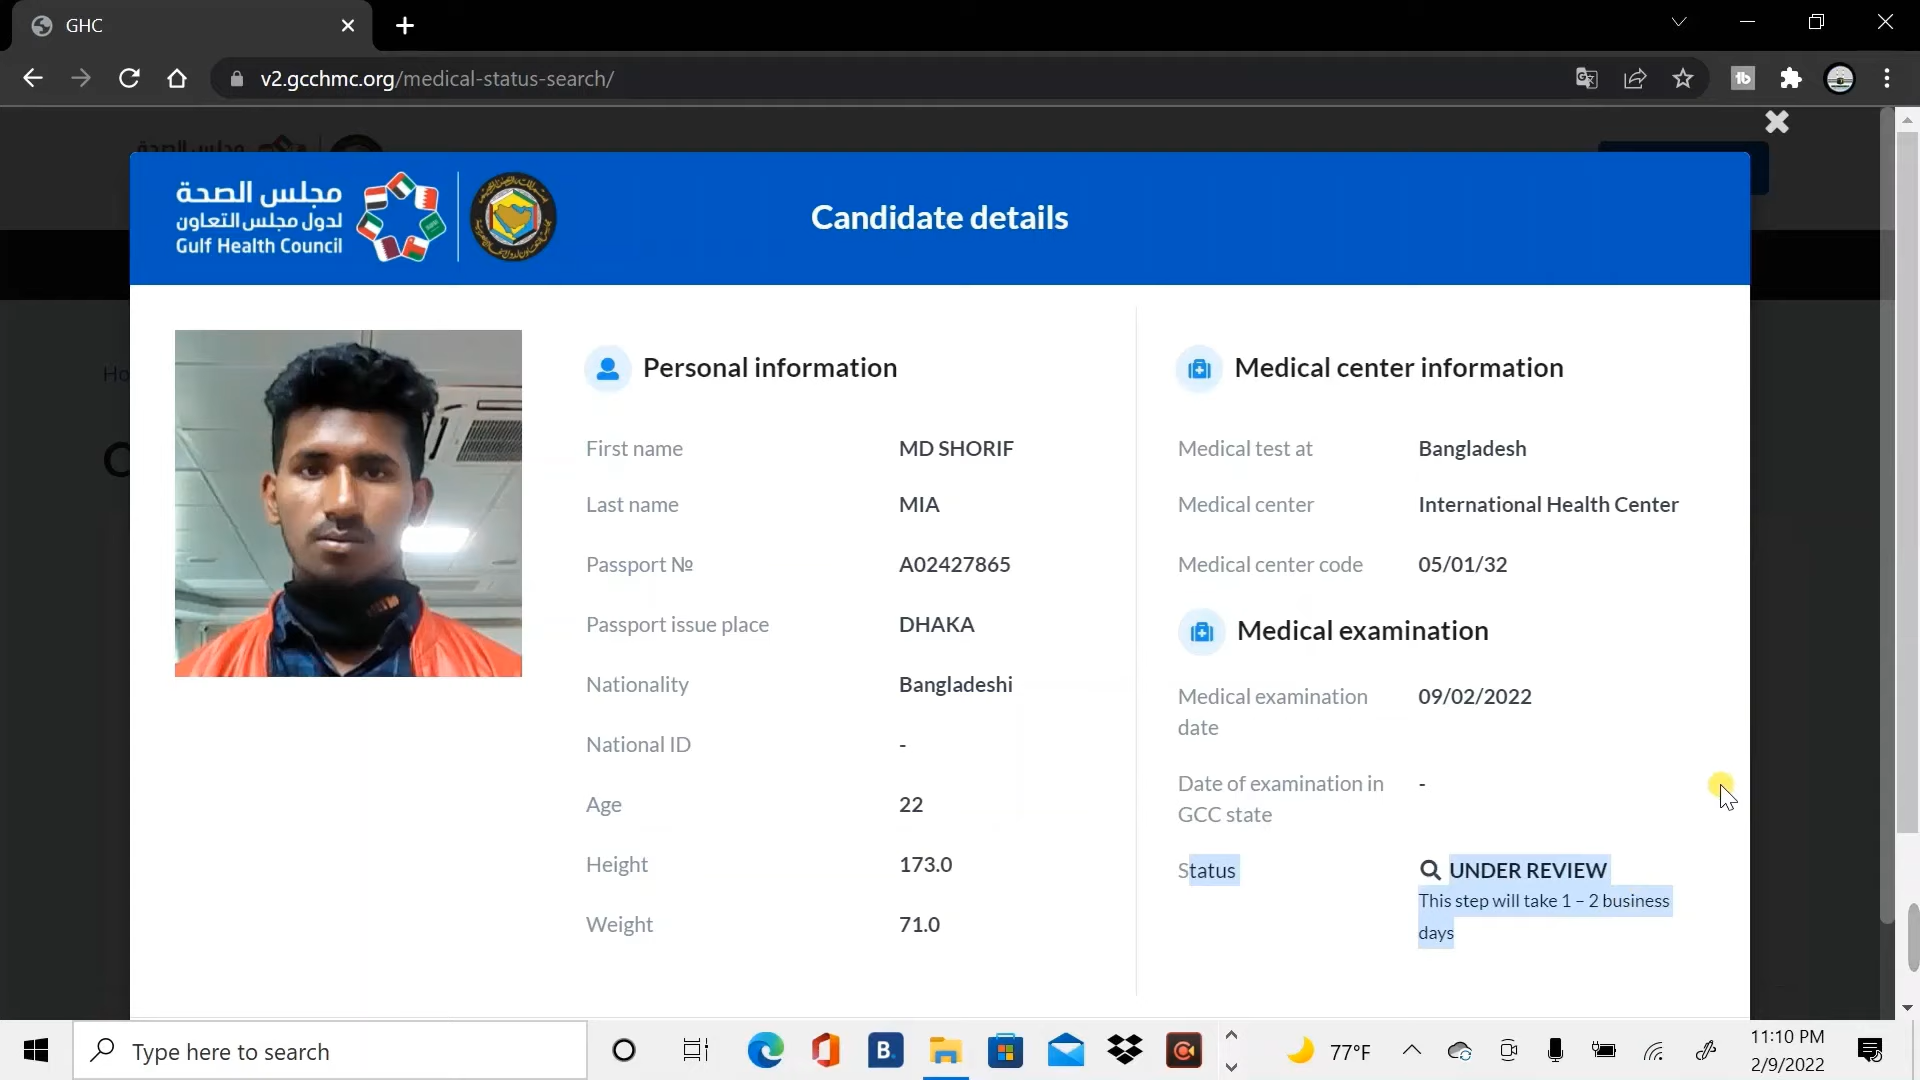 GHC
v2.gcchmc.org/medical-status-search/
مجلس الصحة
لدول مجلس التعاون
Gulf Health Council
Candidate details
Personal information
First name MD SHORIF
Last name MIA
Passport № A02427865
Passport issue place DHAKA
Nationality Bangladeshi
National ID -
Age 22
Height 173.0
Weight 71.0
Medical center information
Medical test at Bangladesh
Medical center International Health Center
Medical center code 05/01/32
Medical examination
Medical examination 09/02/2022
date
Date of examination in -
GCC state
Status UNDER REVIEW
This step will take 1 – 2 business
days
Type here to search
B.
77°F
11:10 PM
2/9/2022